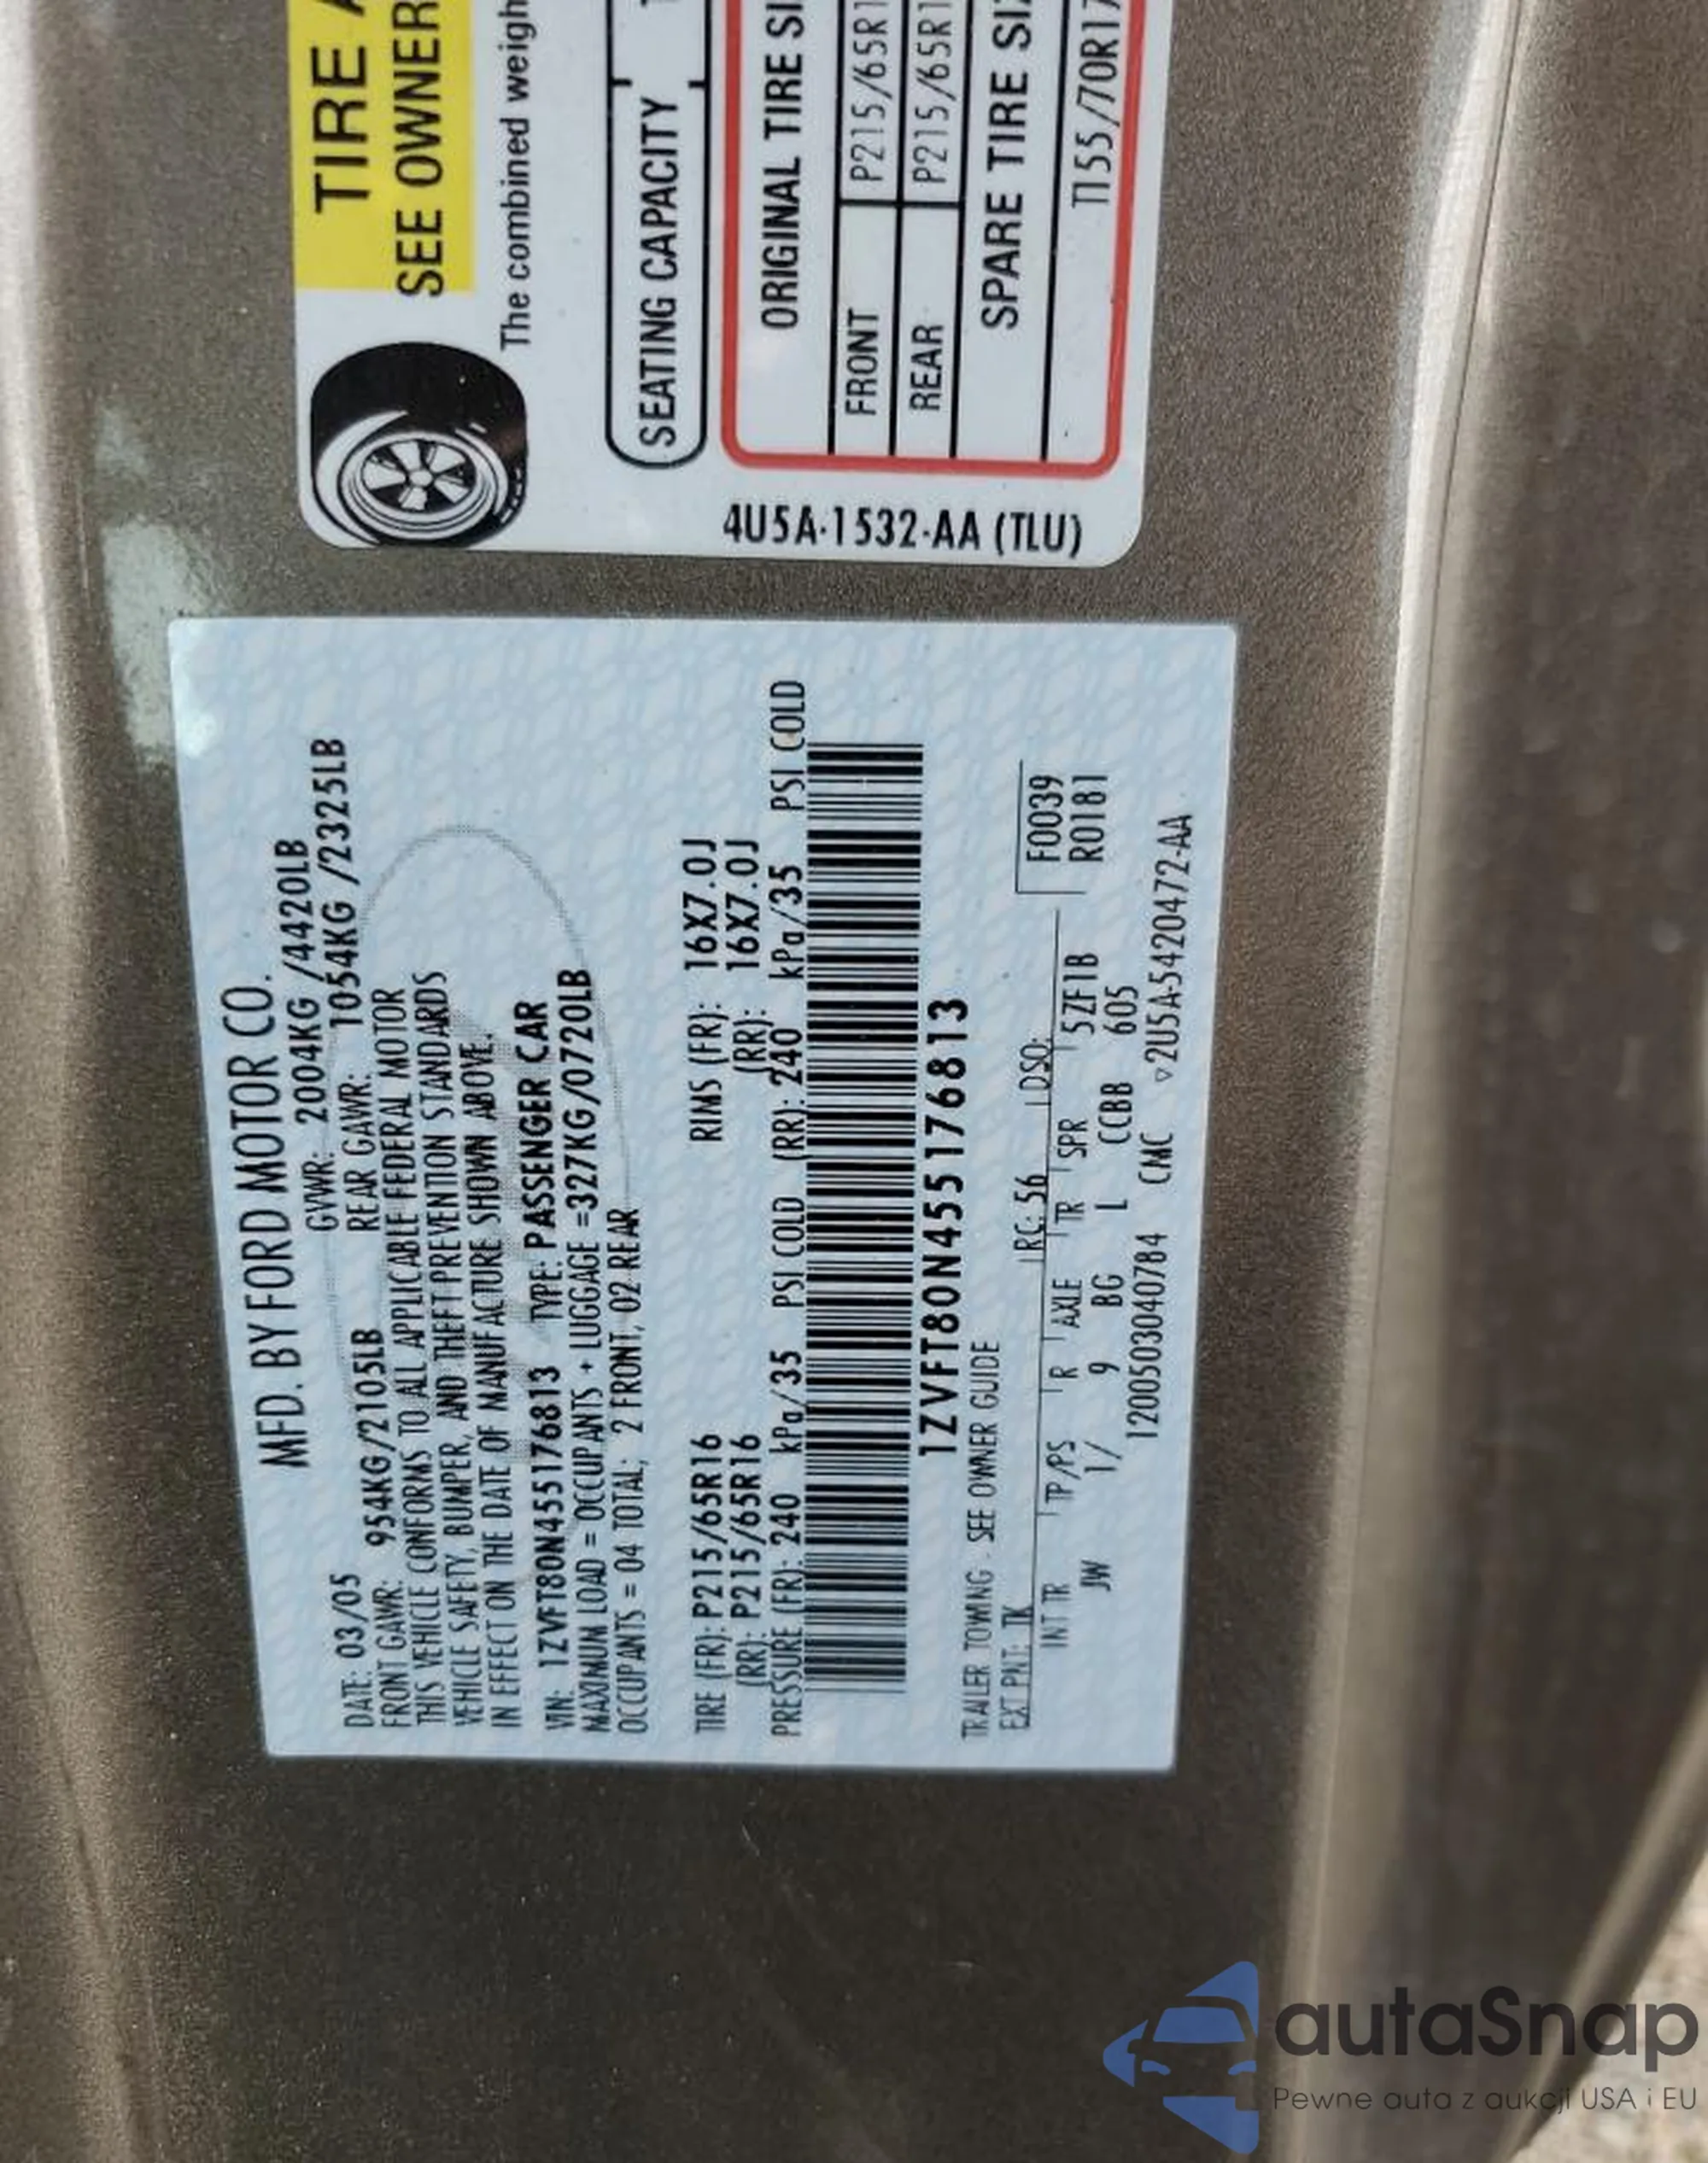 TIRE
SEE OWNER
The combined weigh
SEATING CAPACITY
ORIGINAL TIRE SI
FRONT P215/65R1
REAR P215/65R1
SPARE TIRE SIZ
T155/70R17
4U5A-1532-AA (TLU)
MFD. BY FORD MOTOR CO.
DATE: 03/05 GVWR: 2004KG /4420LB
FRONT GAWR: 954KG/2105LB REAR GAWR: 1054KG /2325LB
THIS VEHICLE CONFORMS TO ALL APPLICABLE FEDERAL MOTOR
VEHICLE SAFETY, BUMPER, AND THEFT PREVENTION STANDARDS
IN EFFECT ON THE DATE OF MANUFACTURE SHOWN ABOVE.
VIN: 1ZVFT80N455176813 TYPE: PASSENGER CAR
MAXIMUM LOAD = OCCUPANTS + LUGGAGE =327KG/0720LB
OCCUPANTS = 04 TOTAL; 2 FRONT, 02 REAR
TIRE (FR): P215/65R16 RIMS (FR): 16X7.0J
(RR): P215/65R16 (RR): 16X7.0J
PRESSURE (FR): 240 kPa/35 PSI COLD (RR): 240 kPa/35 PSI COLD
1ZVFT80N455176813
TRAILER TOWING - SEE OWNER GUIDE
EXT PNT: TK RC: 56 DSO: F0039
INT TR TP/PS R AXLE TR SPR 5ZF1B R0181
JW 1/ 9 BG L CCBB 605
12005030407B4 CMC ▽2U5A-5420472-AA
autaSnap
Pewne auta z aukcji USA i EU